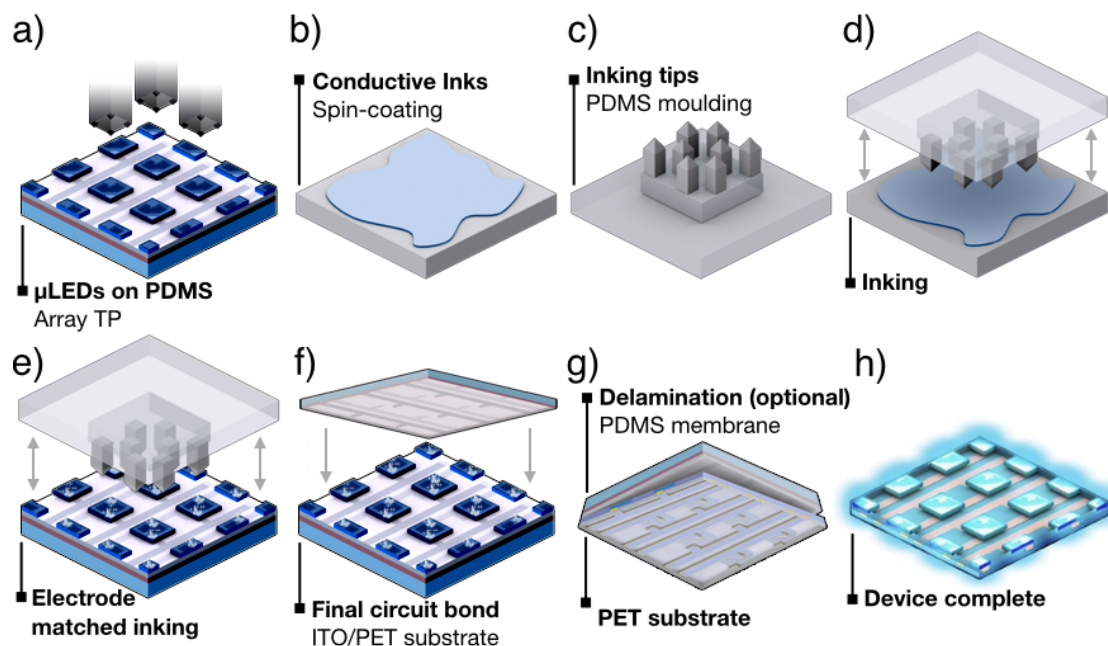 a)
b)
c)
d)
Conductive Inks
Spin-coating
Inking tips
PDMS moulding
µLEDs on PDMS
Array TP
Inking
e)
f)
g)
h)
Delamination (optional)
PDMS membrane
Electrode
matched inking
Final circuit bond
ITO/PET substrate
PET substrate
Device complete